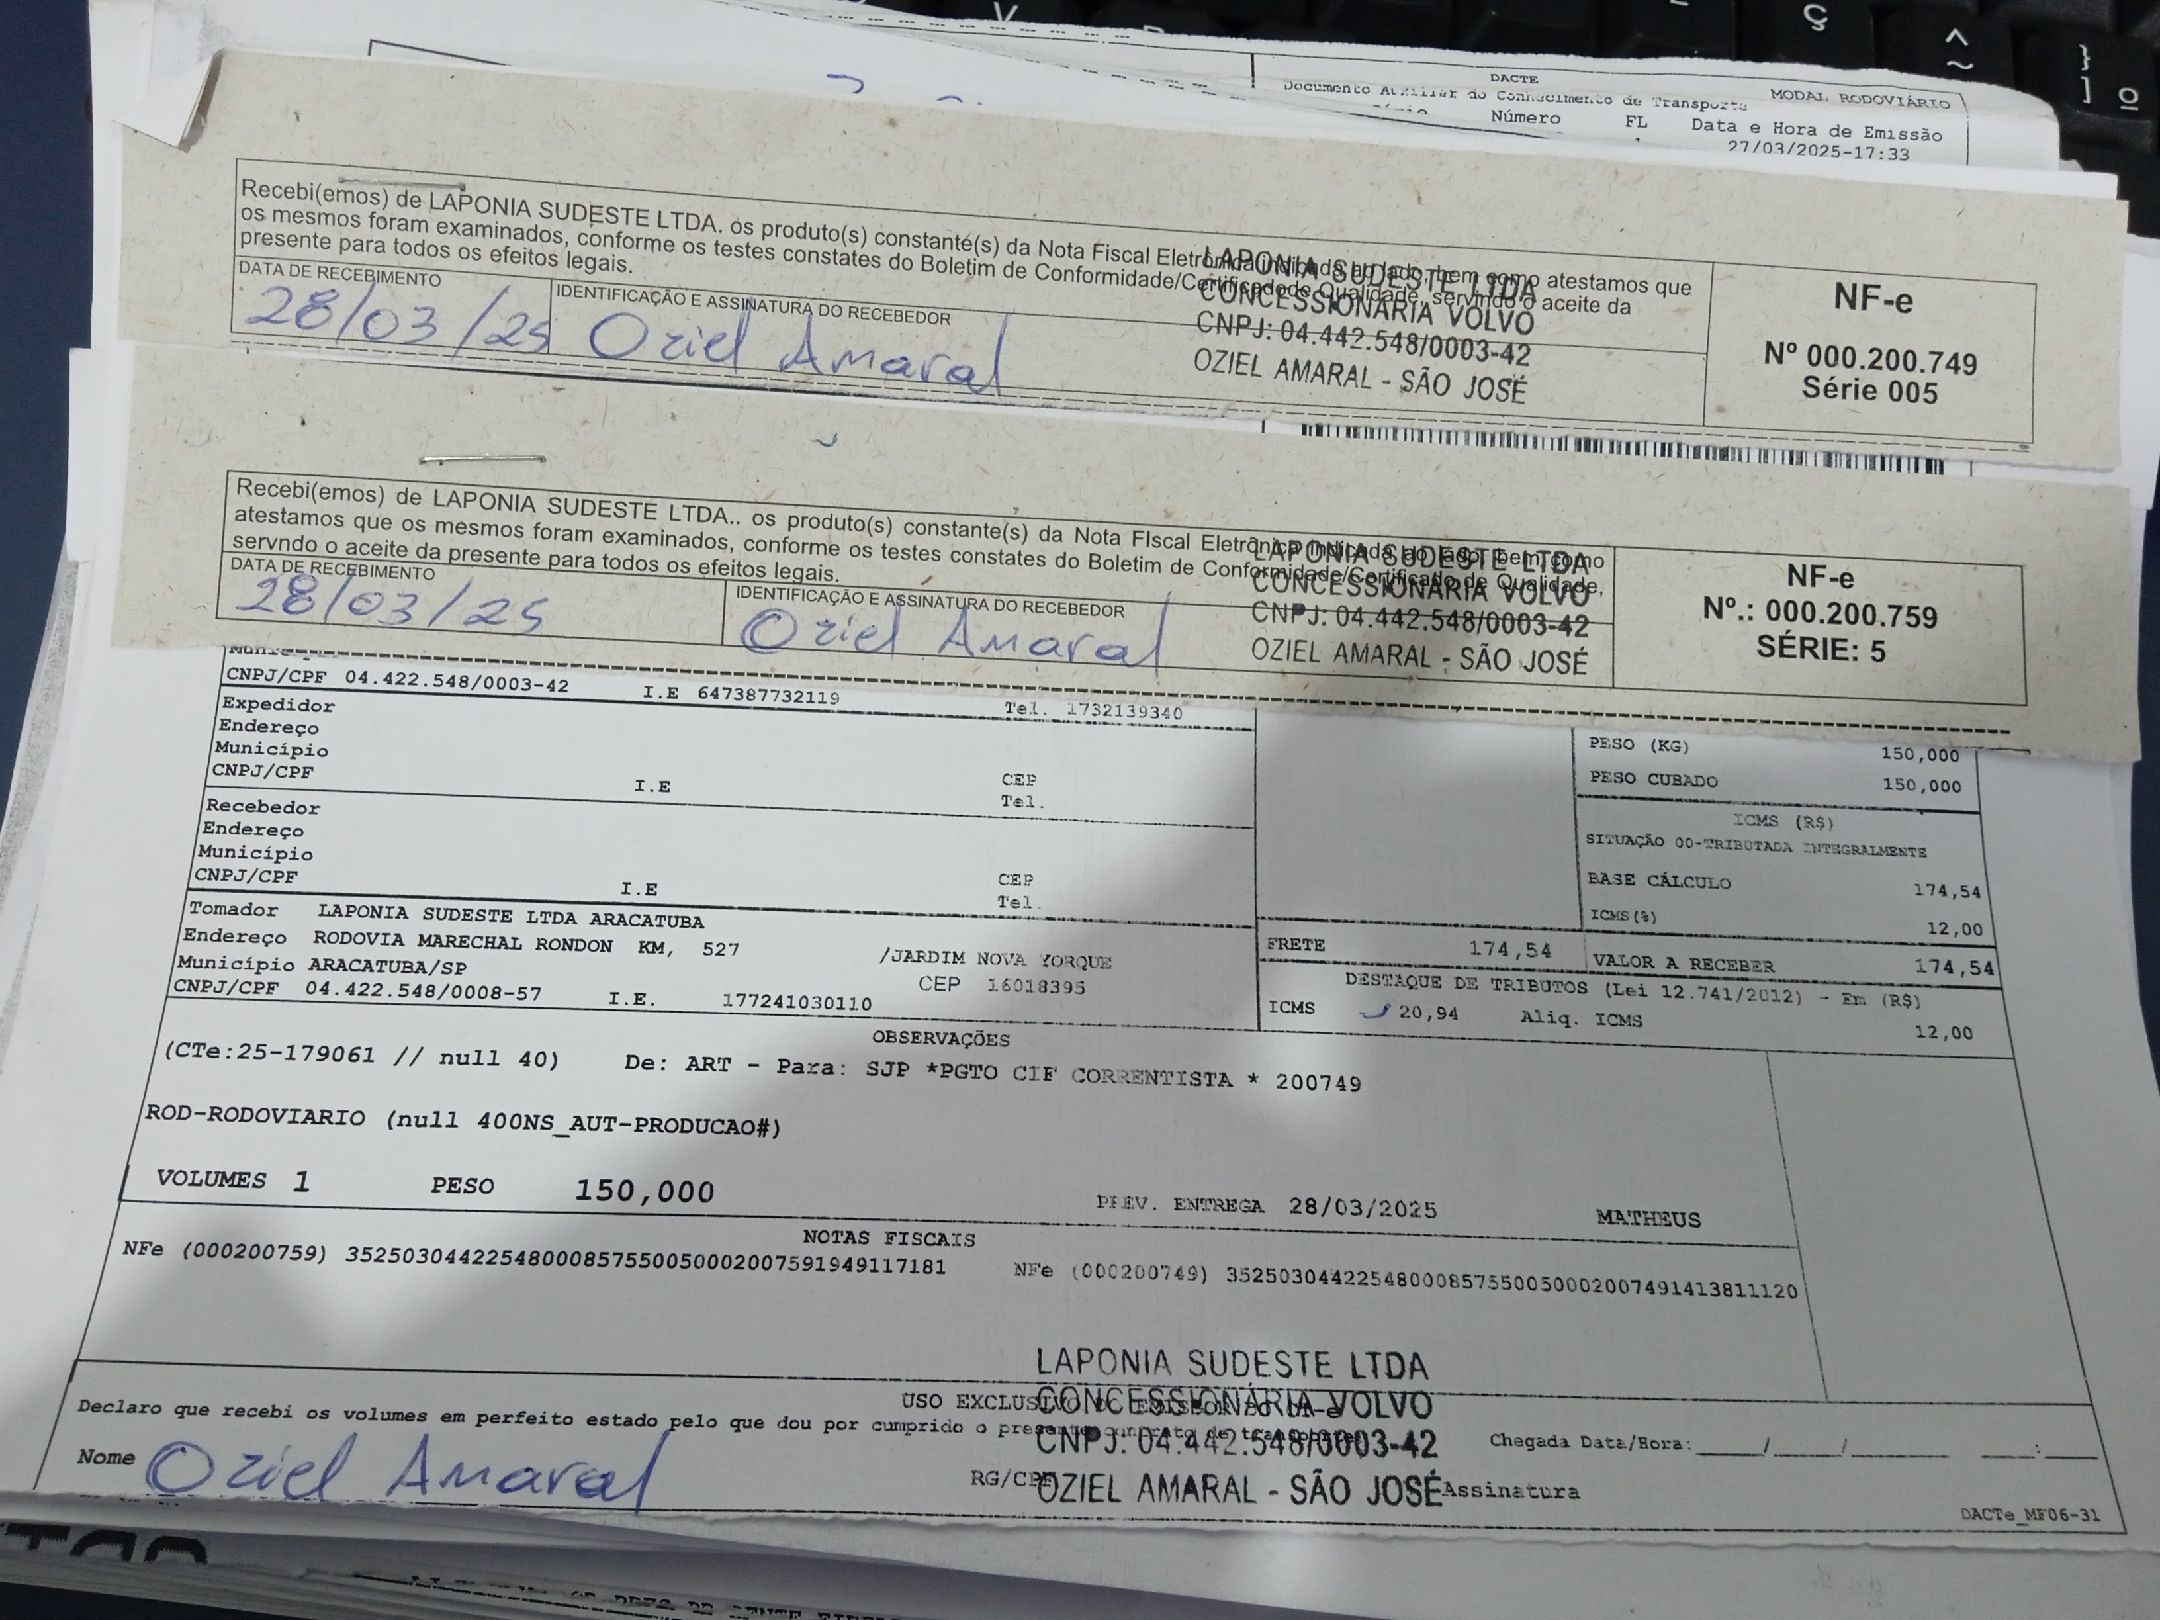 DACTE
Documento Auxiliar do Conhecimento de Transporte
MODAL RODOVIÁRIO
Número FL Data e Hora de Emissão
27/03/2025-17:33
Recebi(emos) de LAPONIA SUDESTE LTDA. os produto(s) constante(s) da Nota Fiscal Eletrônica indicada ao lado, bem como atestamos que
os mesmos foram examinados, conforme os testes constates do Boletim de Conformidade/Certificadode Qualidade, servindo o aceite da
presente para todos os efeitos legais.
DATA DE RECEBIMENTO
IDENTIFICAÇÃO E ASSINATURA DO RECEBEDOR
28/03/25 Oziel Amaral
LAPONIA SUDESTE LTDA
CONCESSIONÁRIA VOLVO
CNPJ: 04.442.548/0003-42
OZIEL AMARAL - SÃO JOSÉ
NF-e
Nº 000.200.749
Série 005
Recebi(emos) de LAPONIA SUDESTE LTDA.. os produto(s) constante(s) da Nota FIscal Eletrônica indicada ao lado, bem como
atestamos que os mesmos foram examinados, conforme os testes constates do Boletim de Conformidade/Certificado de Qualidade,
servndo o aceite da presente para todos os efeitos legais.
DATA DE RECEBIMENTO
IDENTIFICAÇÃO E ASSINATURA DO RECEBEDOR
28/03/25 Oziel Amaral
LAPONIA SUDESTE LTDA
CONCESSIONÁRIA VOLVO
CNPJ: 04.442.548/0003-42
OZIEL AMARAL - SÃO JOSÉ
NF-e
Nº.: 000.200.759
SÉRIE: 5
CNPJ/CPF 04.422.548/0003-42 I.E 647387732119 Tel. 1732139340
Expedidor
Endereço
Município CEP
CNPJ/CPF I.E Tel.
Recebedor
Endereço
Município CEP
CNPJ/CPF I.E Tel.
PESO (KG) 150,000
PESO CUBADO 150,000
ICMS (R$)
SITUAÇÃO 00-TRIBUTADA INTEGRALMENTE
BASE CÁLCULO 174,54
ICMS(%) 12,00
Tomador LAPONIA SUDESTE LTDA ARACATUBA
Endereço RODOVIA MARECHAL RONDON KM, 527 /JARDIM NOVA YORQUE
Município ARACATUBA/SP CEP 16018395
CNPJ/CPF 04.422.548/0008-57 I.E. 177241030110
FRETE 174,54 VALOR A RECEBER 174,54
DESTAQUE DE TRIBUTOS (Lei 12.741/2012) - Em (R$)
ICMS 20,94 Aliq. ICMS 12,00
OBSERVAÇÕES
(CTe:25-179061 // null 40) De: ART - Para: SJP *PGTO CIF CORRENTISTA * 200749
ROD-RODOVIARIO (null 400NS_AUT-PRODUCAO#)
VOLUMES 1 PESO 150,000 PREV. ENTREGA 28/03/2025 MATHEUS
NOTAS FISCAIS
NFe (000200759) 35250304422548000857550050002007591949117181 NFe (000200749) 35250304422548000857550050002007491413811120
LAPONIA SUDESTE LTDA
CONCESSIONÁRIA VOLVO
CNPJ: 04.442.548/0003-42
OZIEL AMARAL - SÃO JOSÉ
USO EXCLUSIVO
Declaro que recebi os volumes em perfeito estado pelo que dou por cumprido o presente contrato de transporte
Chegada Data/Hora:____/____/____ ____:____
Nome Oziel Amaral RG/CPF Assinatura
DACTe_MF06-31